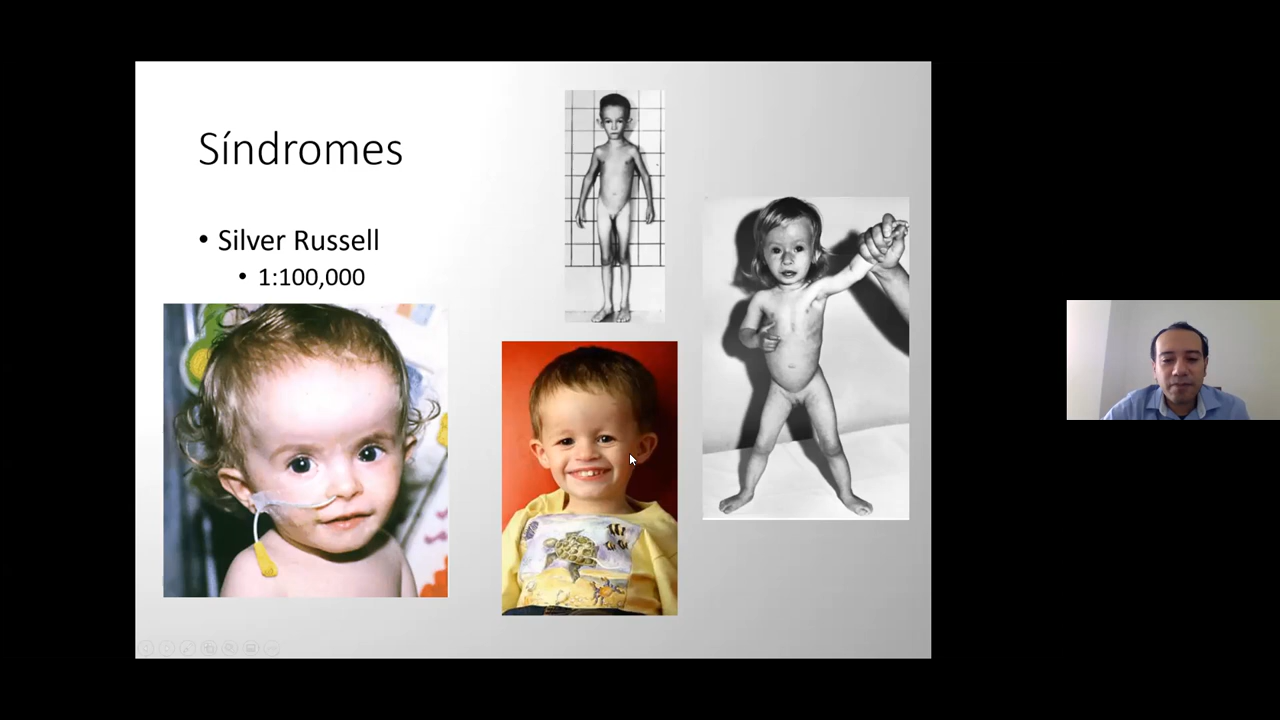 Síndromes
• Silver Russell
• 1:100,000